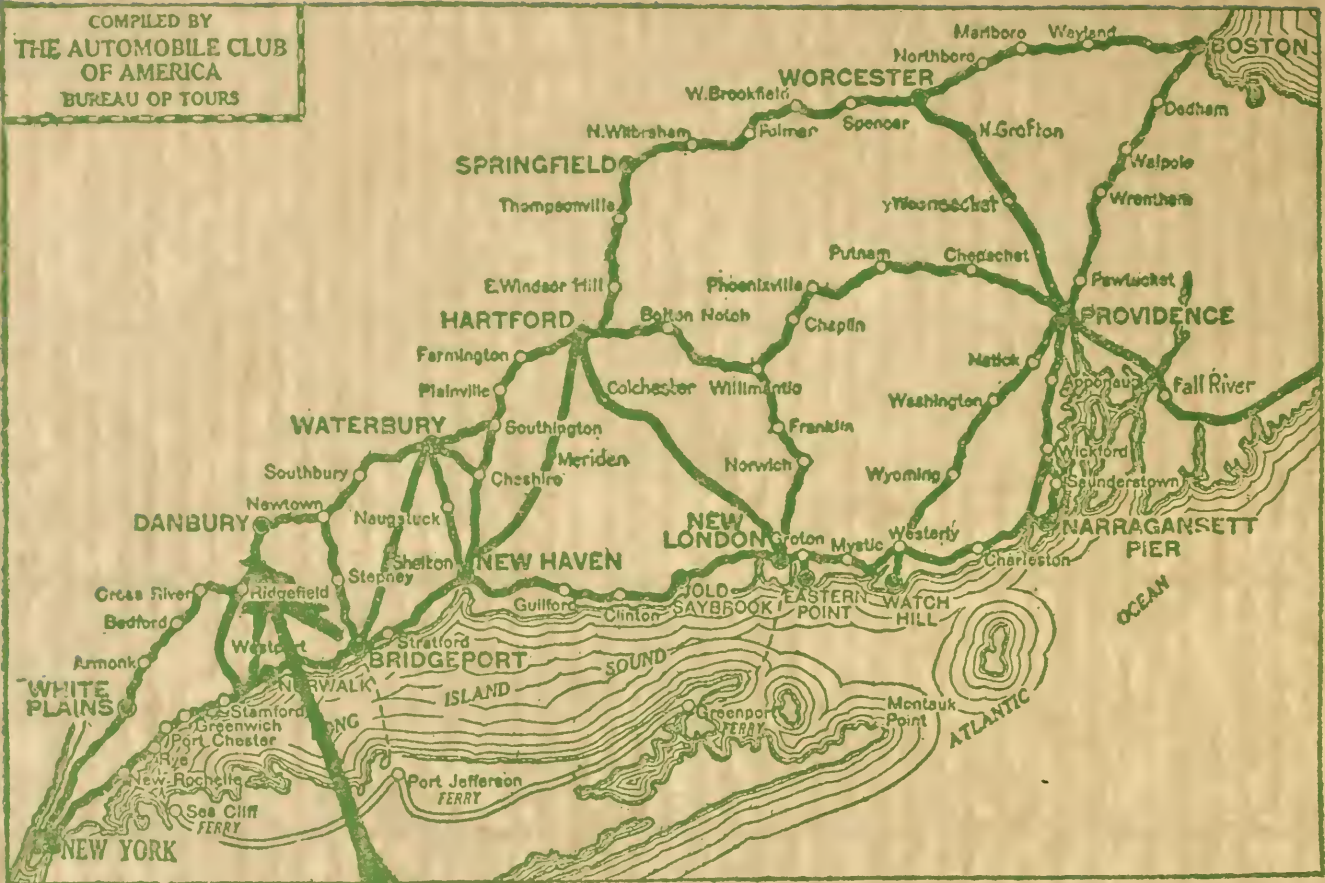 COMPILED BY
THE AUTOMOBILE CLUB
OF AMERICA
BUREAU OF TOURS
Marlboro
Wayland
BOSTON
Northboro
WORCESTER
W. Brookfield
Palmer
Spencer
Dedham
N. Grafton
N. Wilbraham
SPRINGFIELD
Walpole
Wrentham
Thompsonville
Woonsocket
Putnam
Chepachet
E. Windsor Hill
Phoenixville
Pawtucket
HARTFORD
Bolton Notch
Chaplin
PROVIDENCE
Farmington
Natick
Plainville
Colchester
Willimantic
Apponaug
Fall River
Washington
WATERBURY
Southington
Franklin
Meriden
Norwich
Wickford
Southbury
Cheshire
Wyoming
Saunderstown
Newtown
DANBURY
Naugatuck
NEW
LONDON
Groton
Mystic
Westerly
NARRAGANSETT
PIER
Shelton
NEW HAVEN
Charleston
Stepney
Cross River
Ridgefield
Guilford
Clinton
OLD
SAYBROOK
EASTERN
POINT
WATCH
HILL
Bedford
Stratford
Westport
BRIDGEPORT
Armonk
WHITE
PLAINS
NORWALK
LONG
ISLAND
SOUND
OCEAN
ATLANTIC
Stamford
Greenwich
Port Chester
Rye
New Rochelle
Greenport
FERRY
Montauk
Point
Port Jefferson
FERRY
Sea Cliff
FERRY
NEW YORK